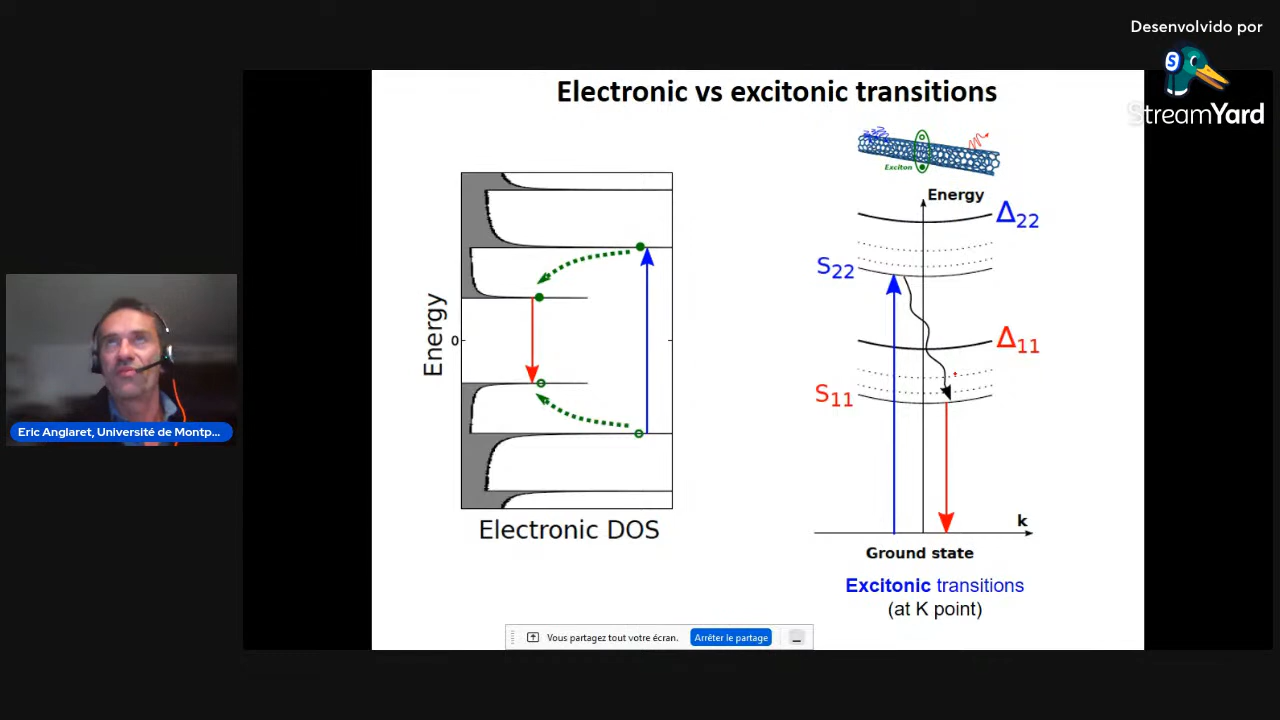 Desenvolvido por
StreamYard
Electronic vs excitonic transitions
Exciton
Energy
Δ22
S22
Δ11
S11
k
Ground state
Excitonic transitions
(at K point)
Energy
0
Electronic DOS
Eric Anglaret, Université de Montp...
Vous partagez tout votre écran.
Arrêter le partage